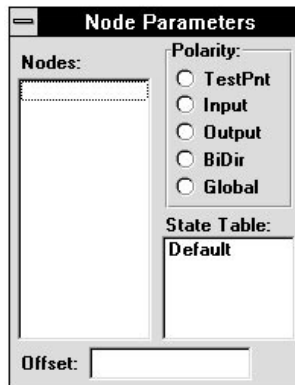 Node Parameters
Nodes:
Polarity:
TestPnt
Input
Output
BiDir
Global
State Table:
Default
Offset: